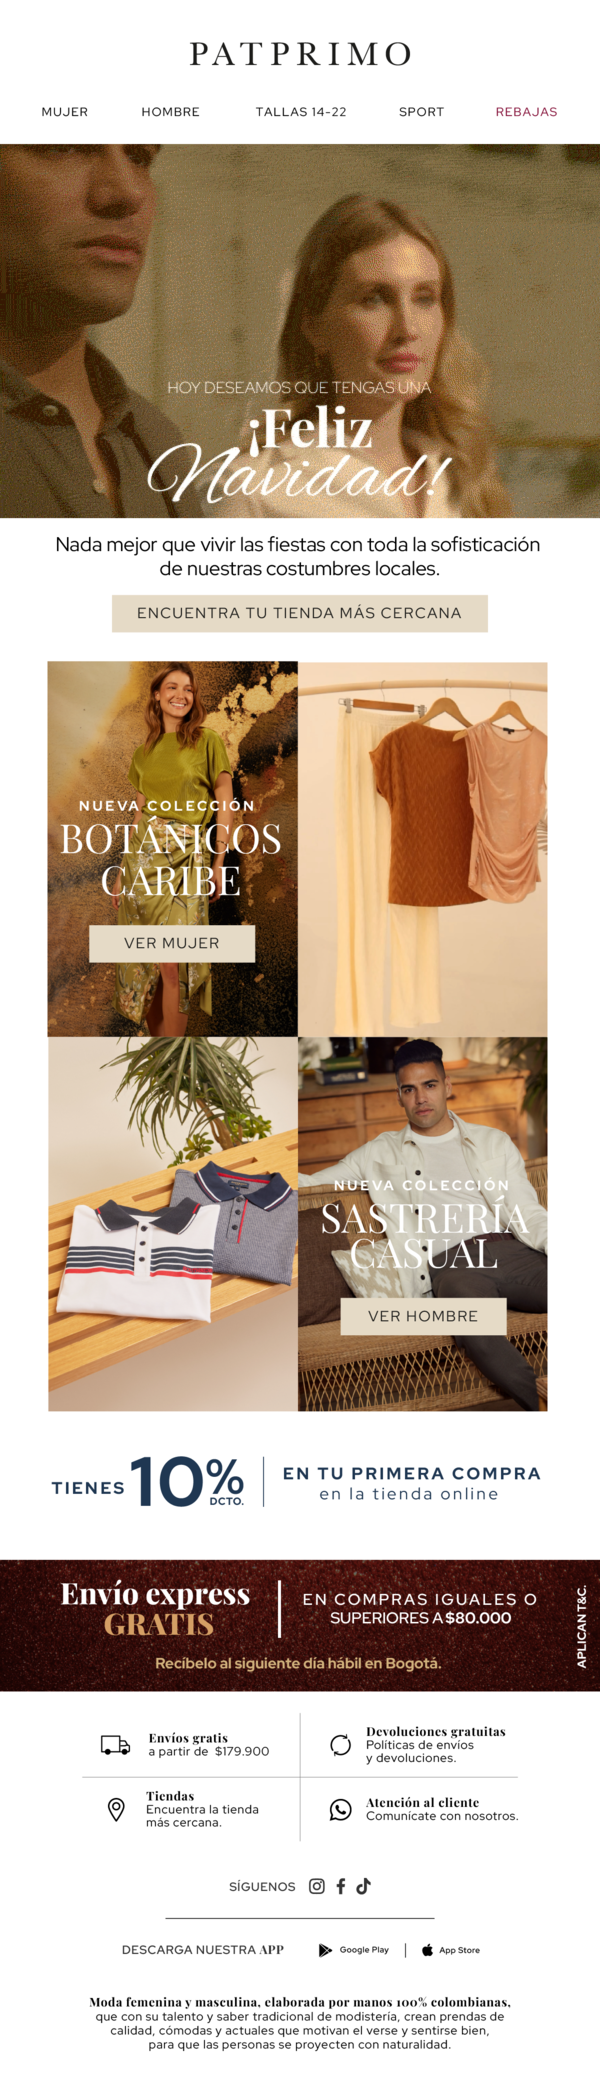 PATPRIMO
MUJER
HOMBRE
TALLAS 14-22
SPORT
REBAJAS
HOY DESEAMOS QUE TENGAS UNA
¡Feliz
Navidad!
Nada mejor que vivir las fiestas con toda la sofisticación
de nuestras costumbres locales.
ENCUENTRA TU TIENDA MÁS CERCANA
NUEVA COLECCIÓN
BOTÁNICOS
CARIBE
VER MUJER
NUEVA COLECCIÓN
SASTRERÍA
CASUAL
VER HOMBRE
TIENES 10% DCTO.
EN TU PRIMERA COMPRA
en la tienda online
Envío express
GRATIS
EN COMPRAS IGUALES O
SUPERIORES A $80.000
Recíbelo al siguiente día hábil en Bogotá.
APLICAN T&C.
Envíos gratis
a partir de $179.900
Devoluciones gratuitas
Políticas de envíos
y devoluciones.
Tiendas
Encuentra la tienda
más cercana.
Atención al cliente
Comunícate con nosotros.
SÍGUENOS
DESCARGA NUESTRA APP
Google Play
App Store
Moda femenina y masculina, elaborada por manos 100% colombianas,
que con su talento y saber tradicional de modistería, crean prendas de
calidad, cómodas y actuales que motivan el verse y sentirse bien,
para que las personas se proyecten con naturalidad.